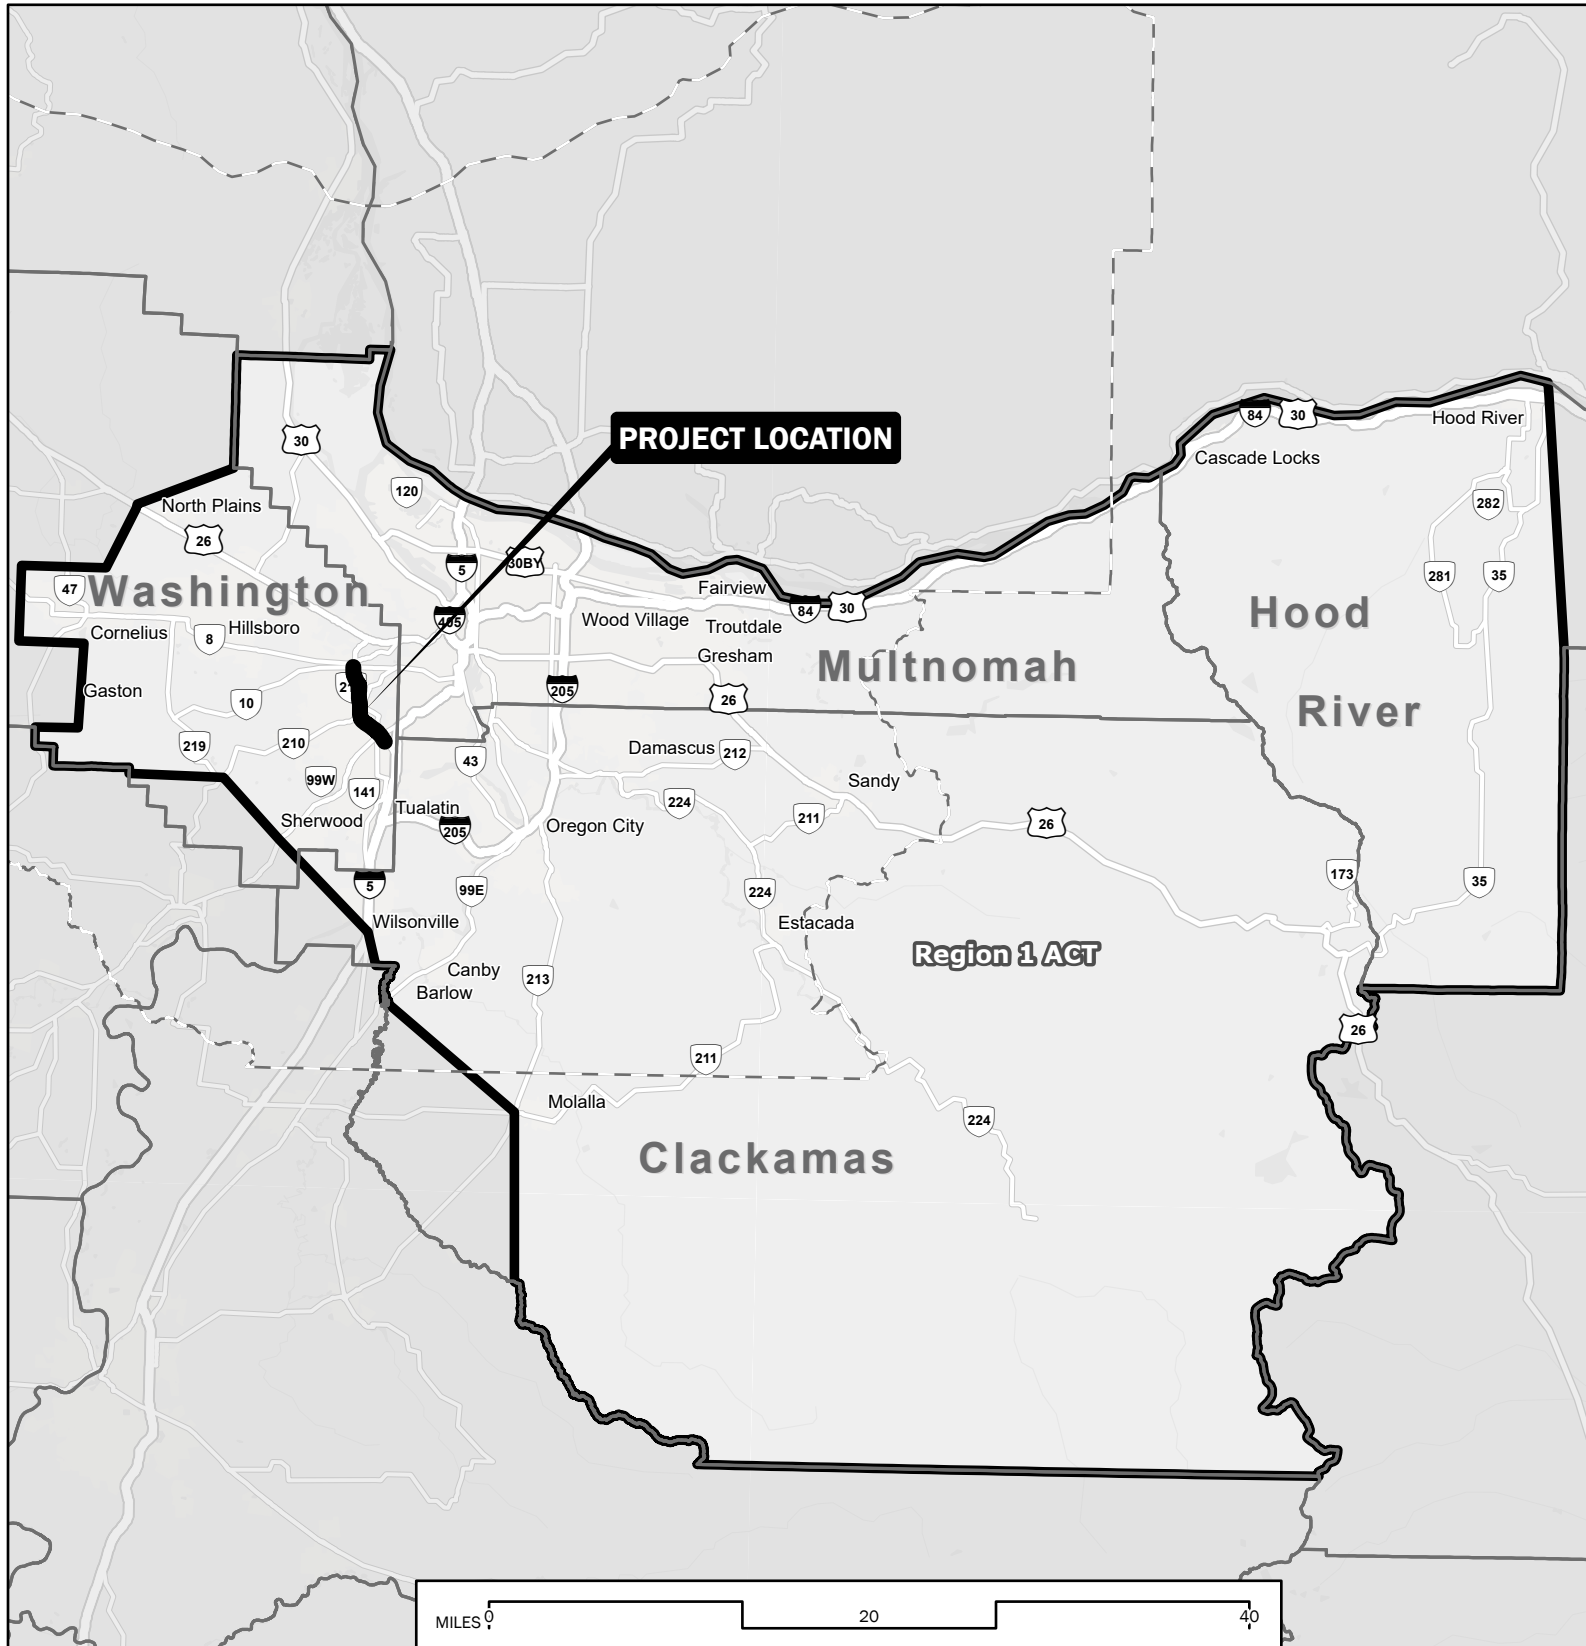 PROJECT LOCATION
84
30
Hood River
Cascade Locks
30
120
282
North Plains
26
5
30BY
47
Washington
Fairview
84
30
281
35
Hood
405
Wood Village
Troutdale
Cornelius
8
Hillsboro
Gresham
Multnomah
Gaston
205
26
River
10
219
210
43
Damascus
212
99W
141
Sandy
224
211
26
Tualatin
Sherwood
205
Oregon City
5
99E
224
173
35
Wilsonville
Estacada
Region 1 ACT
Canby
Barlow
213
26
211
Molalla
224
Clackamas
MILES
0
20
40